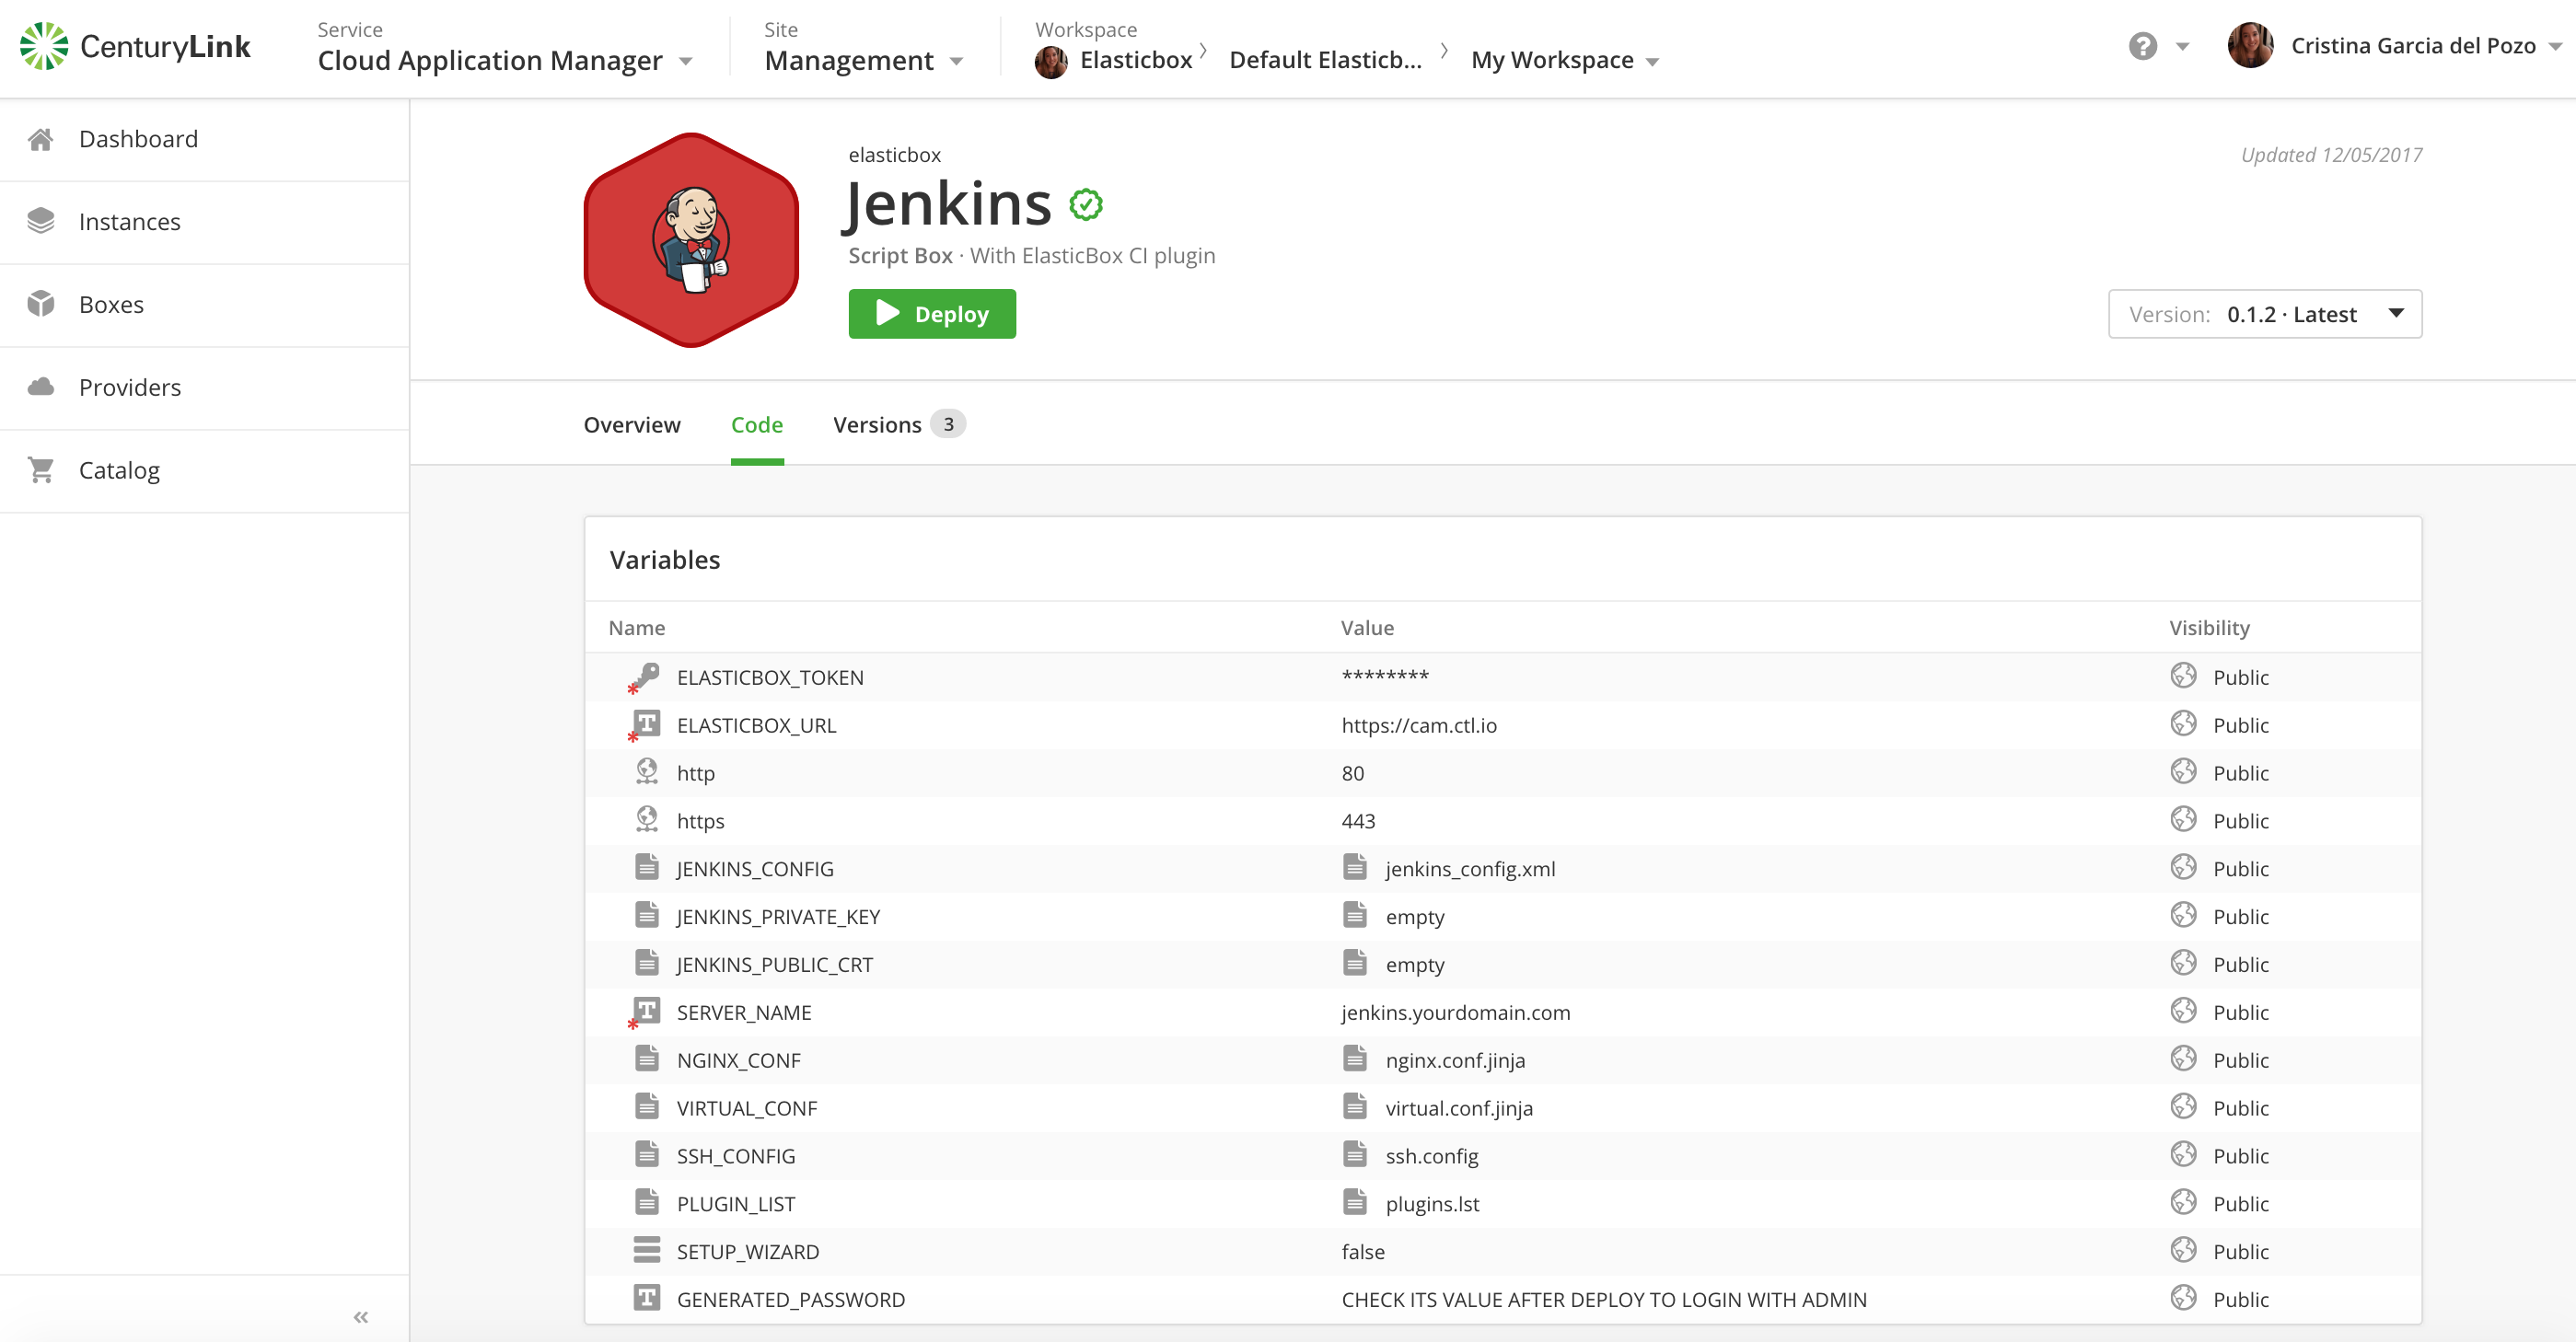 CenturyLink
Service
Cloud Application Manager
Site
Management
Workspace
Elasticbox
Default Elasticb...
My Workspace
?
Cristina Garcia del Pozo
Dashboard
Instances
Boxes
Providers
Catalog
«
elasticbox
Updated 12/05/2017
Jenkins
Script Box · With ElasticBox CI plugin
Deploy
Version: 0.1.2 · Latest
Overview Code Versions 3
Variables
Name Value Visibility
* ELASTICBOX_TOKEN ******** Public
* T ELASTICBOX_URL https://cam.ctl.io Public
http 80 Public
https 443 Public
JENKINS_CONFIG jenkins_config.xml Public
JENKINS_PRIVATE_KEY empty Public
JENKINS_PUBLIC_CRT empty Public
* T SERVER_NAME jenkins.yourdomain.com Public
NGINX_CONF nginx.conf.jinja Public
VIRTUAL_CONF virtual.conf.jinja Public
SSH_CONFIG ssh.config Public
PLUGIN_LIST plugins.lst Public
SETUP_WIZARD false Public
T GENERATED_PASSWORD CHECK ITS VALUE AFTER DEPLOY TO LOGIN WITH ADMIN Public